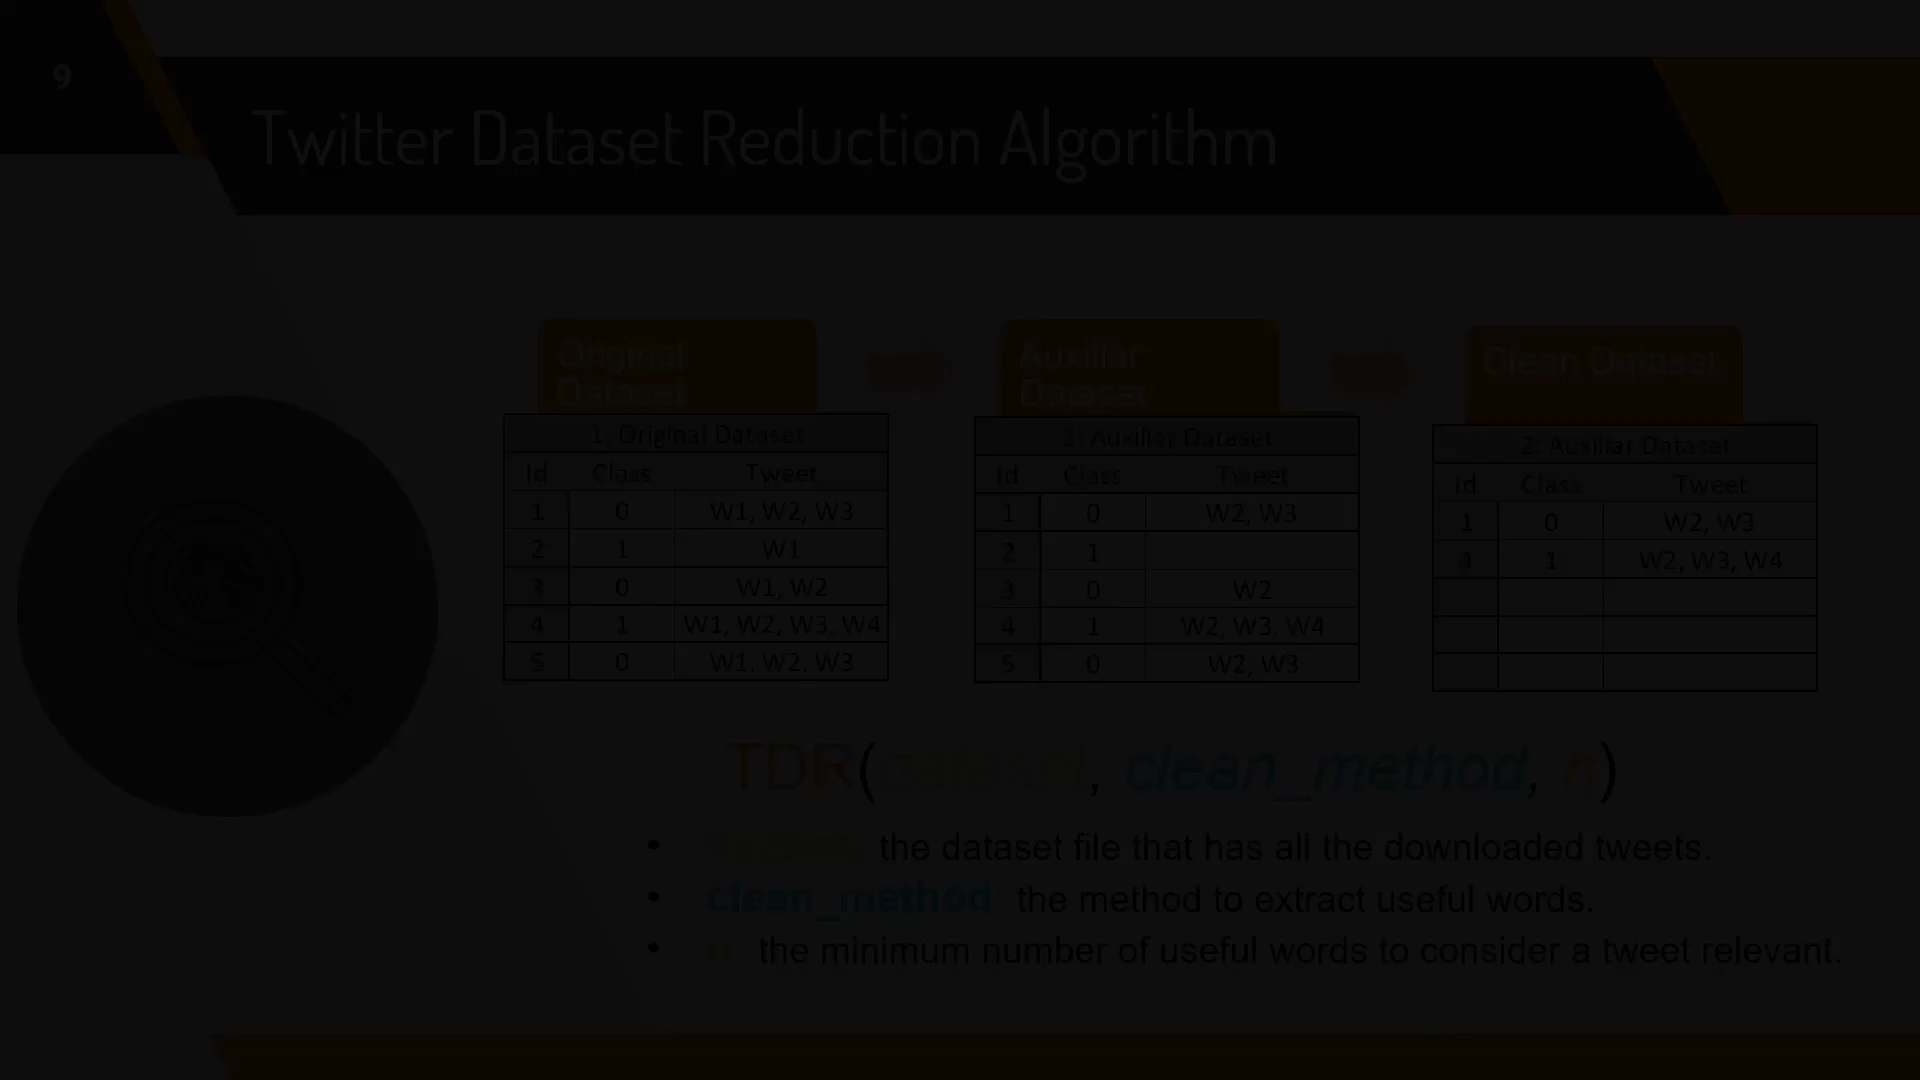 9
Twitter Dataset Reduction Algorithm
Original
Dataset
Auxiliar
Dataset
Clean Dataset
1: Original Dataset
Id Class Tweet
1 0 W1, W2, W3
2 1 W1
3 0 W1, W2
4 1 W1, W2, W3, W4
5 0 W1, W2, W3
2: Auxiliar Dataset
Id Class Tweet
1 0 W2, W3
2 1
3 0 W2
4 1 W2, W3, W4
5 0 W2, W3
2: Auxiliar Dataset
Id Class Tweet
1 0 W2, W3
4 1 W2, W3, W4
TDR(dataset, clean_method, n)
• dataset: the dataset file that has all the downloaded tweets.
• clean_method: the method to extract useful words.
• n: the minimum number of useful words to consider a tweet relevant.